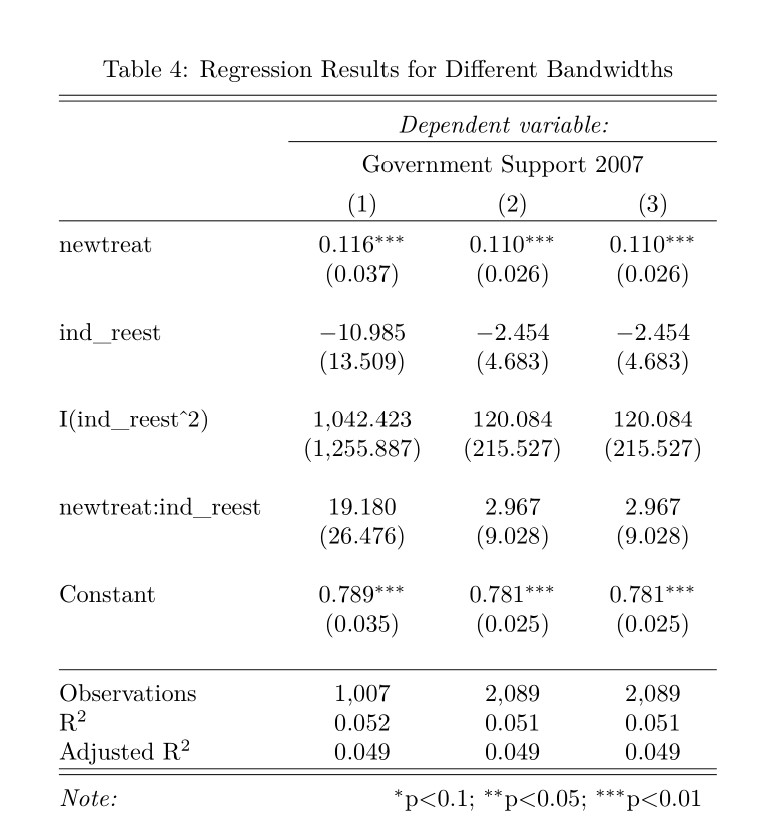 Table 4: Regression Results for Different Bandwidths
Dependent variable:
Government Support 2007
(1) (2) (3)
newtreat 0.116*** 0.110*** 0.110***
(0.037) (0.026) (0.026)
ind_reest −10.985 −2.454 −2.454
(13.509) (4.683) (4.683)
I(ind_reest^2) 1,042.423 120.084 120.084
(1,255.887) (215.527) (215.527)
newtreat:ind_reest 19.180 2.967 2.967
(26.476) (9.028) (9.028)
Constant 0.789*** 0.781*** 0.781***
(0.035) (0.025) (0.025)
Observations 1,007 2,089 2,089
R² 0.052 0.051 0.051
Adjusted R² 0.049 0.049 0.049
Note: *p<0.1; **p<0.05; ***p<0.01